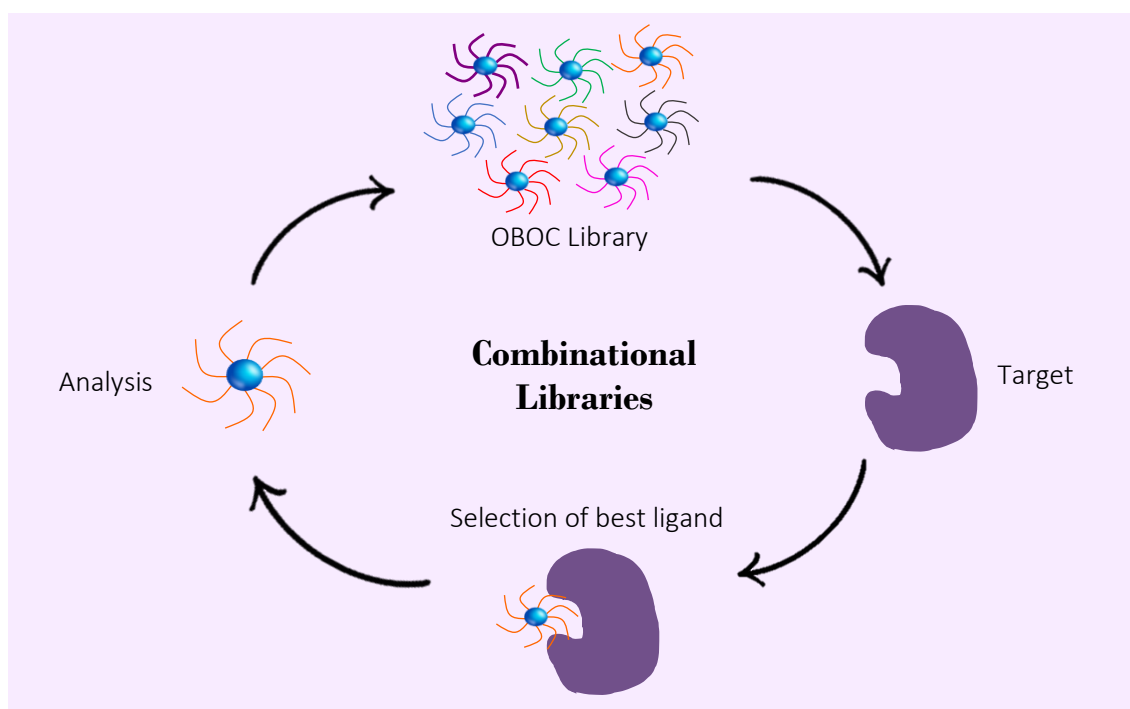 OBOC Library
Combinational
Libraries
Analysis
Target
Selection of best ligand